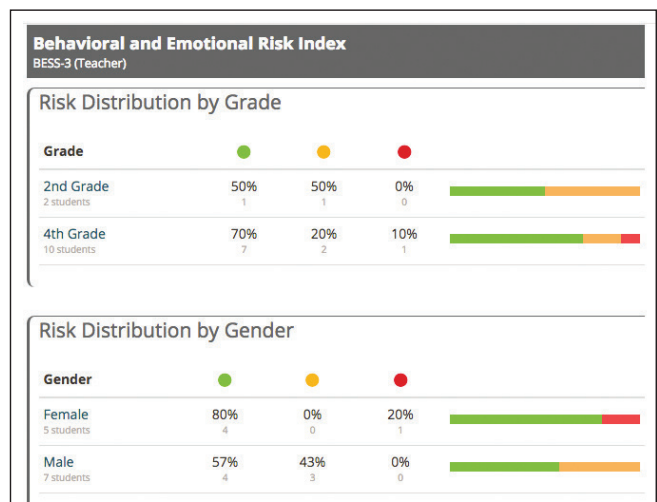 Behavioral and Emotional Risk Index
BESS-3 (Teacher)
Risk Distribution by Grade
Grade
2nd Grade 50% 50% 0%
2 students 1 1 0
4th Grade 70% 20% 10%
10 students 7 2 1
Risk Distribution by Gender
Gender
Female 80% 0% 20%
5 students 4 0 1
Male 57% 43% 0%
7 students 4 3 0